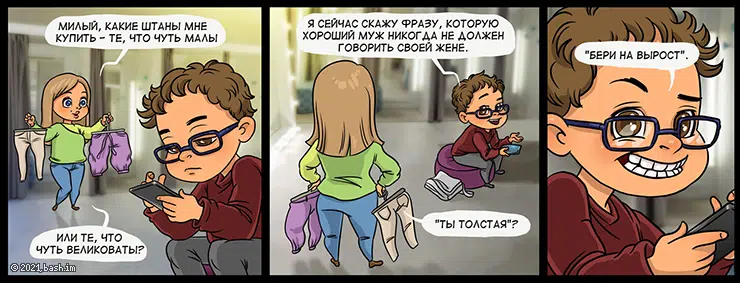 МИЛЫЙ, КАКИЕ ШТАНЫ МНЕ
КУПИТЬ - ТЕ, ЧТО ЧУТЬ МАЛЫ
ИЛИ ТЕ, ЧТО
ЧУТЬ ВЕЛИКОВАТЫ?
Я СЕЙЧАС СКАЖУ ФРАЗУ, КОТОРУЮ
ХОРОШИЙ МУЖ НИКОГДА НЕ ДОЛЖЕН
ГОВОРИТЬ СВОЕЙ ЖЕНЕ.
"ТЫ ТОЛСТАЯ"?
"БЕРИ НА ВЫРОСТ".
© 2021 bash.im